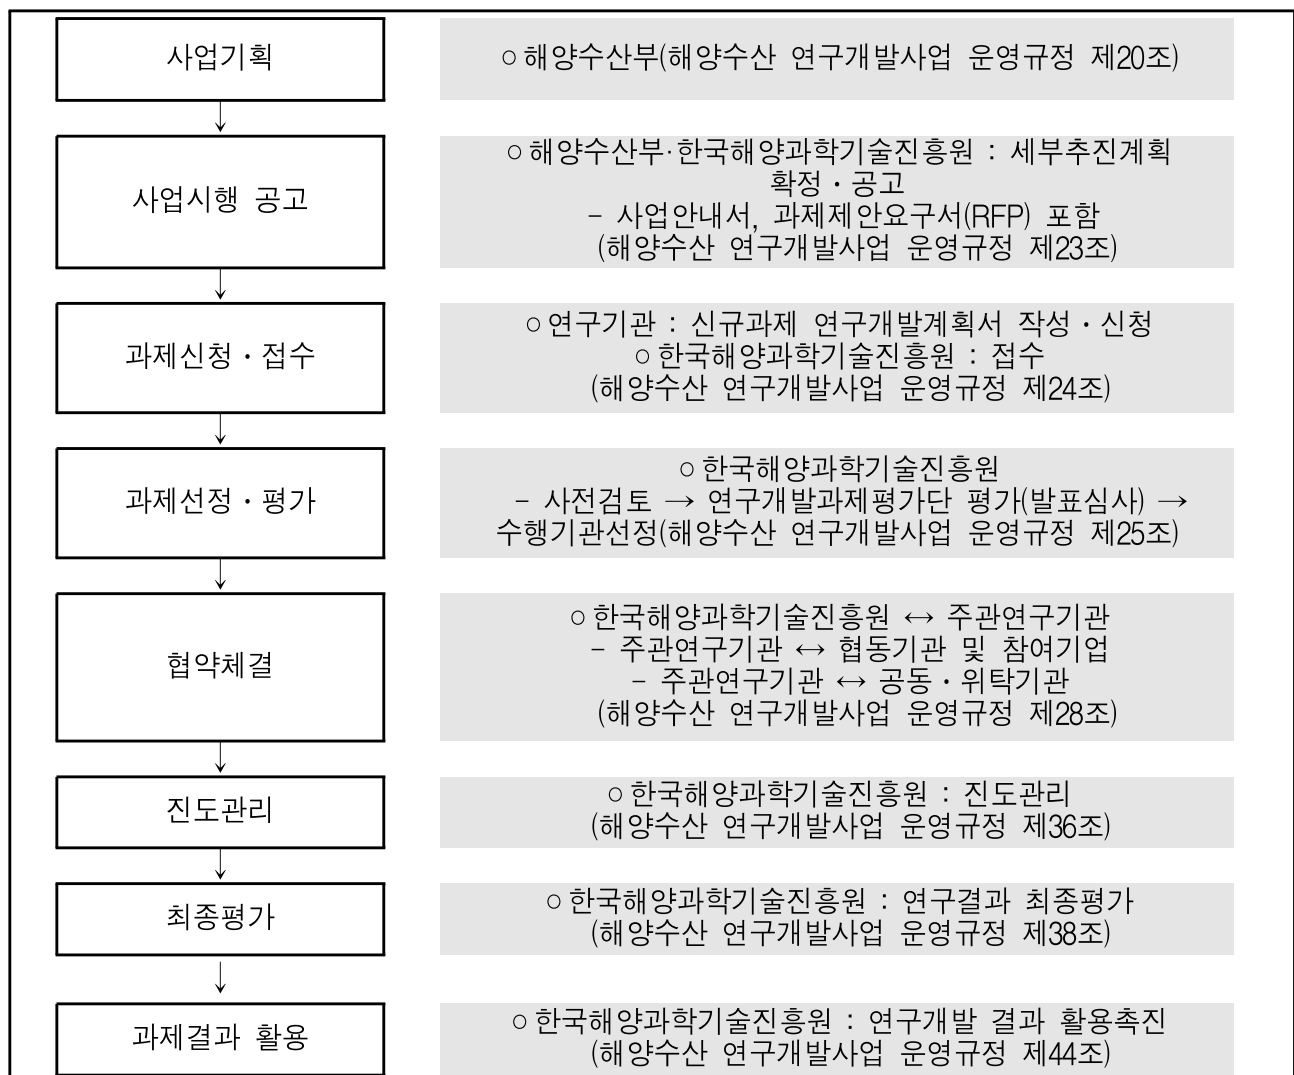 사업기획
○ 해양수산부(해양수산 연구개발사업 운영규정 제20조)
사업시행 공고
○ 해양수산부·한국해양과학기술진흥원 : 세부추진계획
확정・공고
- 사업안내서, 과제제안요구서(RFP) 포함
(해양수산 연구개발사업 운영규정 제23조)
과제신청・접수
○ 연구기관 : 신규과제 연구개발계획서 작성・신청
○ 한국해양과학기술진흥원 : 접수
(해양수산 연구개발사업 운영규정 제24조)
과제선정・평가
○ 한국해양과학기술진흥원
- 사전검토 → 연구개발과제평가단 평가(발표심사) →
수행기관선정(해양수산 연구개발사업 운영규정 제25조)
협약체결
○ 한국해양과학기술진흥원 ↔ 주관연구기관
- 주관연구기관 ↔ 협동기관 및 참여기업
- 주관연구기관 ↔ 공동・위탁기관
(해양수산 연구개발사업 운영규정 제28조)
진도관리
○ 한국해양과학기술진흥원 : 진도관리
(해양수산 연구개발사업 운영규정 제36조)
최종평가
○ 한국해양과학기술진흥원 : 연구결과 최종평가
(해양수산 연구개발사업 운영규정 제38조)
과제결과 활용
○ 한국해양과학기술진흥원 : 연구개발 결과 활용촉진
(해양수산 연구개발사업 운영규정 제44조)